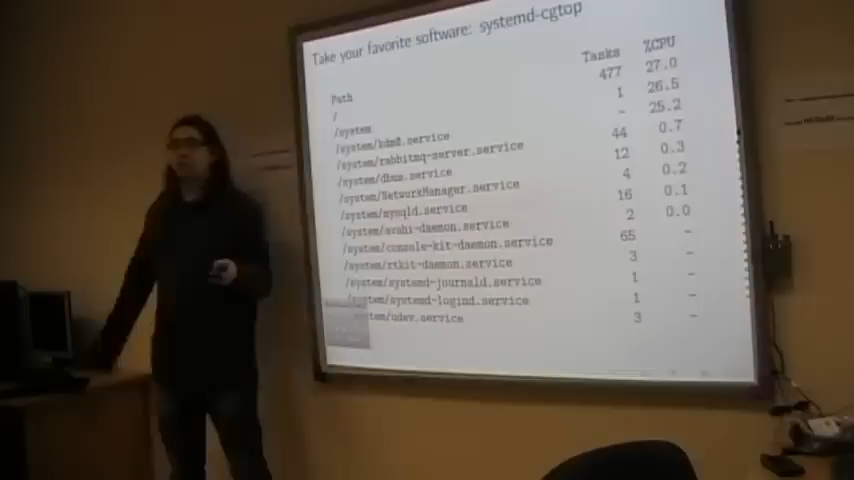 Take your favorite software: systemd-cgtop
Path Tasks %CPU
/ 477 27.0
/system 1 26.5
/system/kdm@.service - 25.2
/system/rabbitmq-server.service 44 0.7
/system/dbus.service 12 0.3
/system/NetworkManager.service 4 0.2
/system/mysqld.service 16 0.1
/system/avahi-daemon.service 2 0.0
/system/console-kit-daemon.service 65 -
/system/rtkit-daemon.service 3 -
/system/systemd-journald.service 1 -
/system/systemd-logind.service 1 -
tem/udev.service 3 -